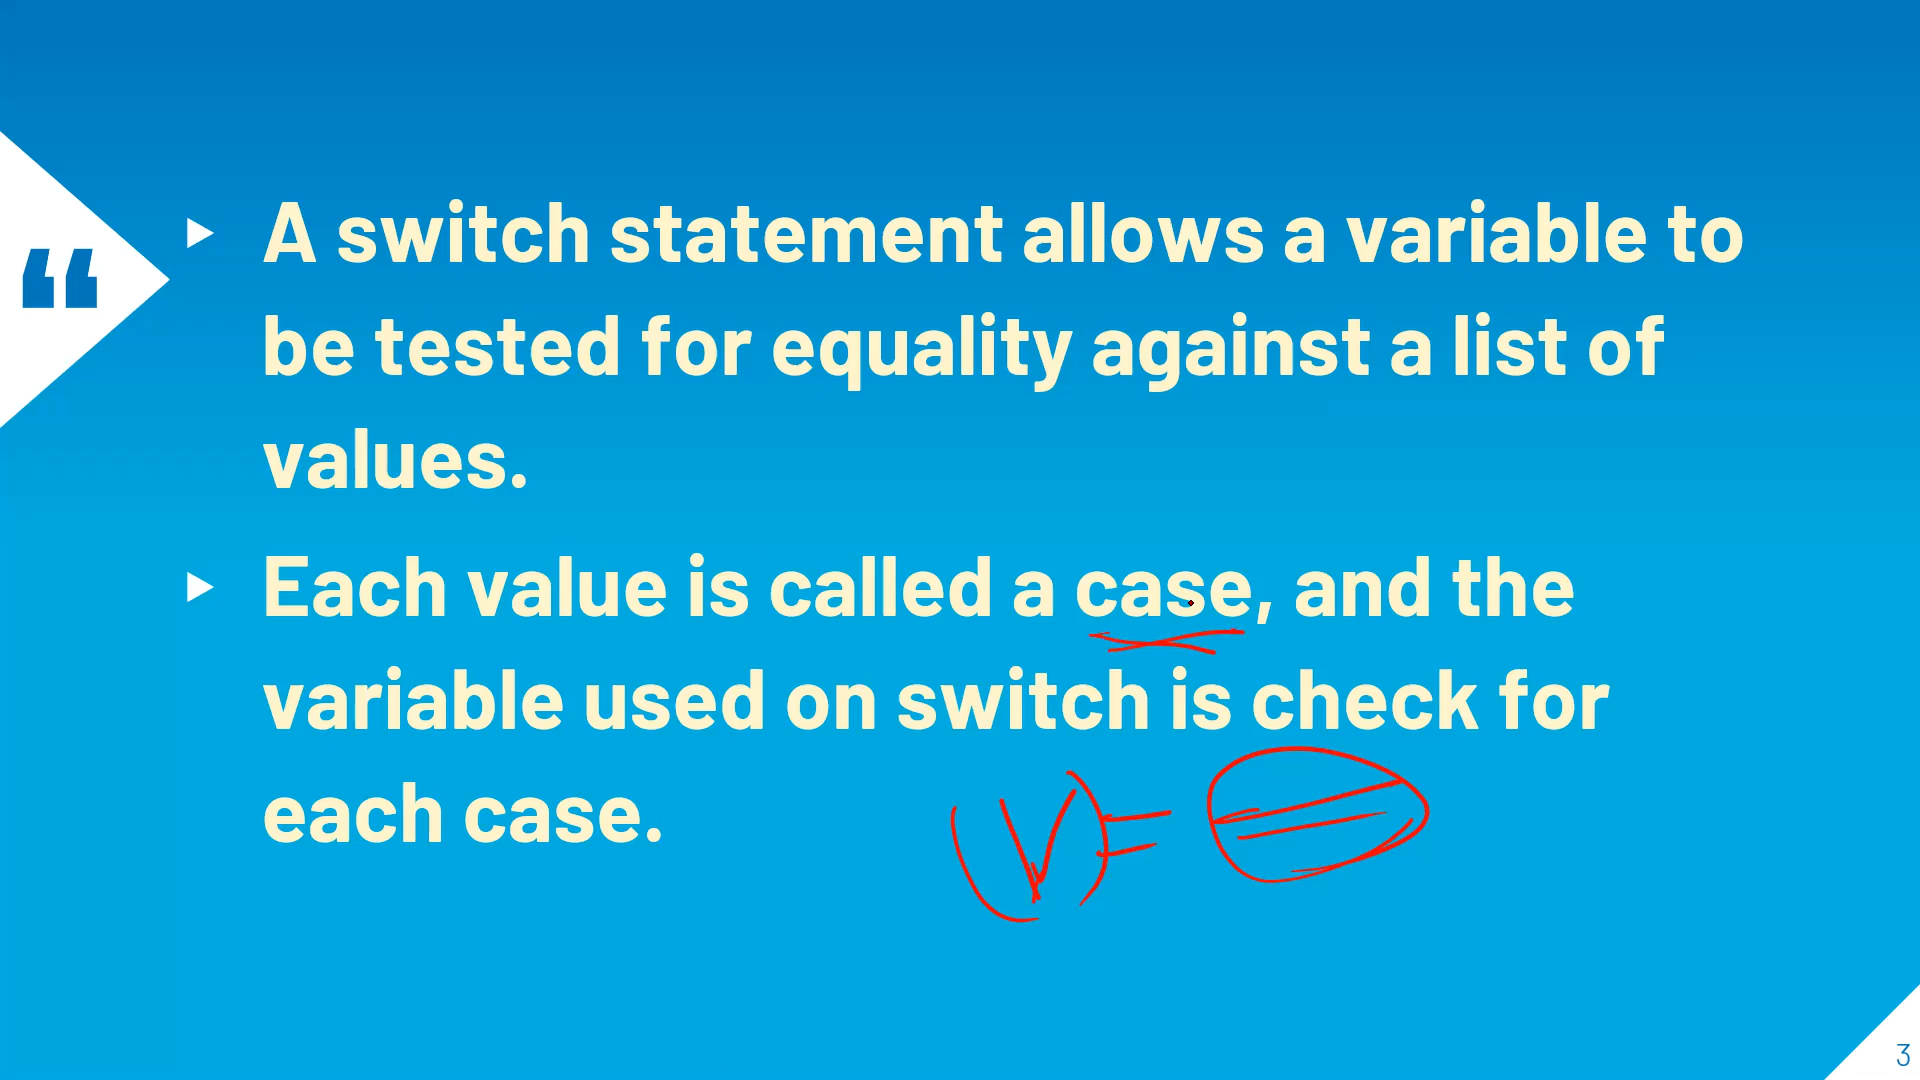 “
▸ A switch statement allows a variable to
be tested for equality against a list of
values.
▸ Each value is called a case, and the
variable used on switch is check for
each case.
(V) =
3